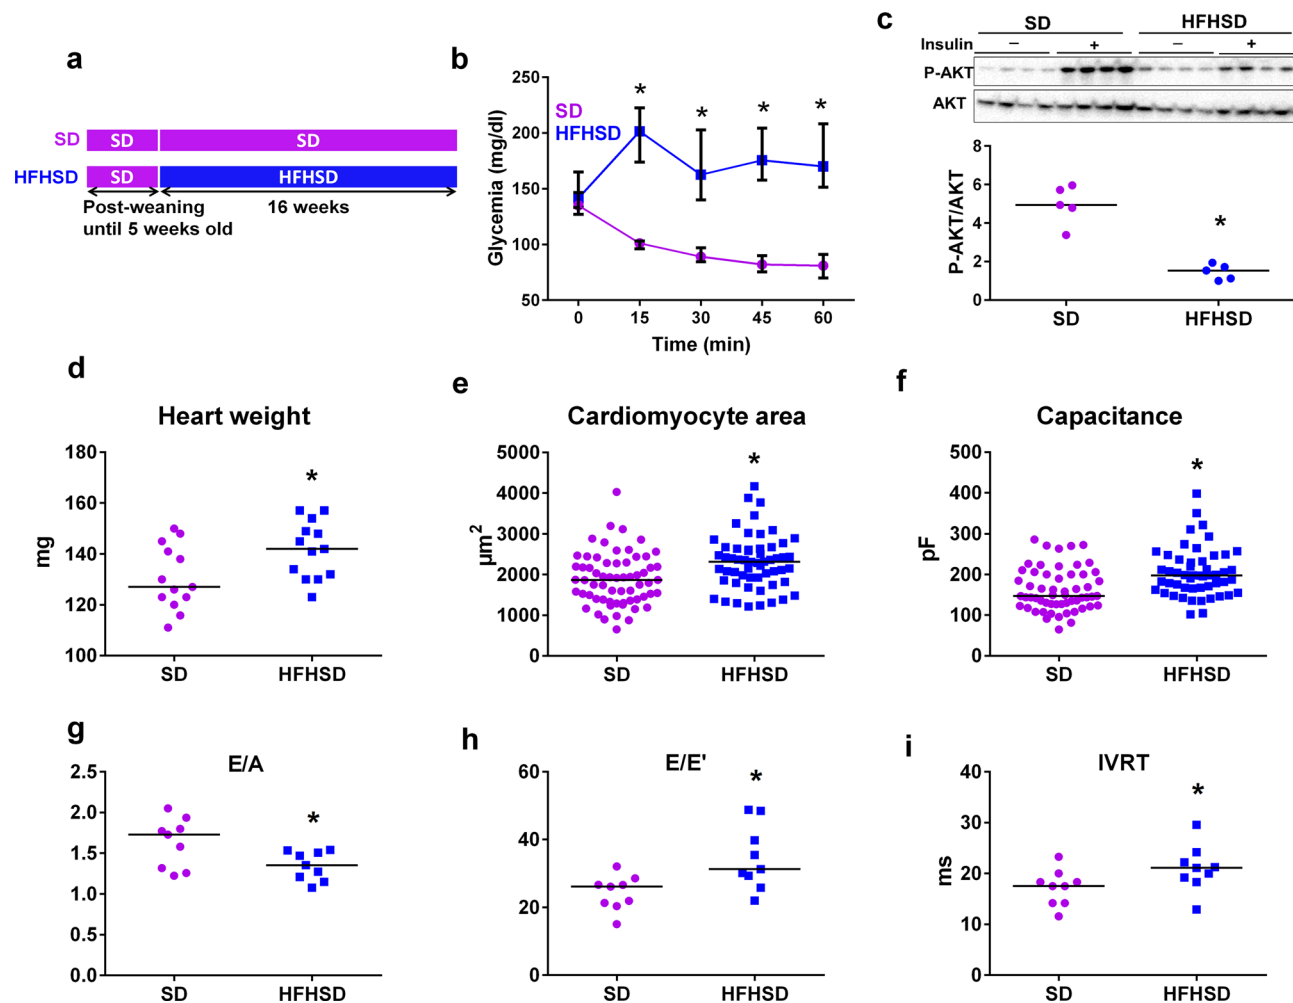 a
SD SD SD
HFHSD SD HFHSD
Post-weaning
until 5 weeks old
16 weeks
b
SD
HFHSD
Glycemia (mg/dl)
250
200
150
100
50
* * * *
0 15 30 45 60
Time (min)
c
SD HFHSD
Insulin – + – +
P-AKT
AKT
P-AKT/AKT
8
6
4
2
0
*
SD HFHSD
d
Heart weight
mg
180
160
140
120
100
*
SD HFHSD
e
Cardiomyocyte area
µm²
5000
4000
3000
2000
1000
0
*
SD HFHSD
f
Capacitance
pF
500
400
300
200
100
0
*
SD HFHSD
g
E/A
2.5
2.0
1.5
1.0
0.5
0.0
*
SD HFHSD
h
E/E'
60
40
20
0
*
SD HFHSD
i
IVRT
ms
40
30
20
10
0
*
SD HFHSD